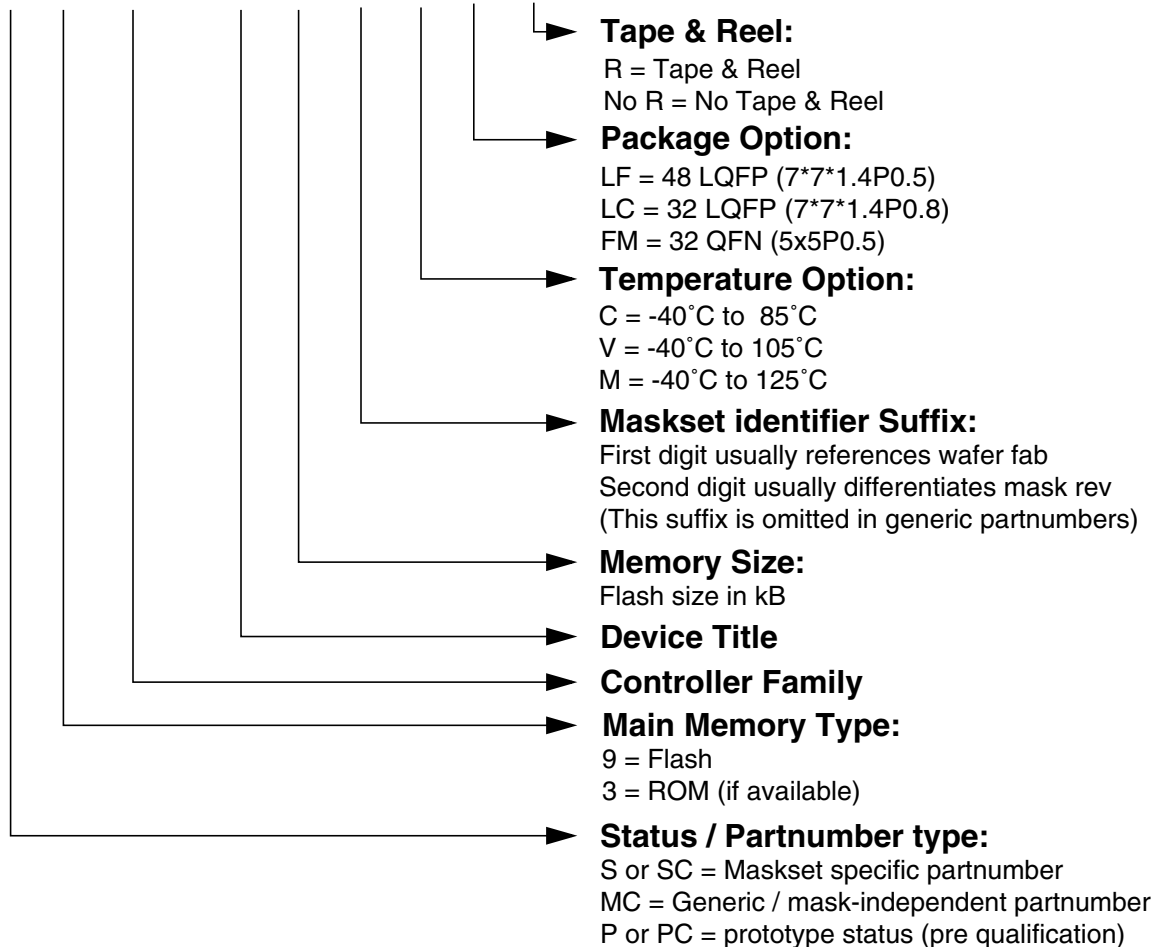 Tape & Reel:
R = Tape & Reel
No R = No Tape & Reel
Package Option:
LF = 48 LQFP (7*7*1.4P0.5)
LC = 32 LQFP (7*7*1.4P0.8)
FM = 32 QFN (5x5P0.5)
Temperature Option:
C = -40˚C to  85˚C
V = -40˚C to 105˚C
M = -40˚C to 125˚C
Maskset identifier Suffix:
First digit usually references wafer fab
Second digit usually differentiates mask rev
(This suffix is omitted in generic partnumbers)
Memory Size:
Flash size in kB
Device Title
Controller Family
Main Memory Type:
9 = Flash
3 = ROM (if available)
Status / Partnumber type:
S or SC = Maskset specific partnumber
MC = Generic / mask-independent partnumber
P or PC = prototype status (pre qualification)